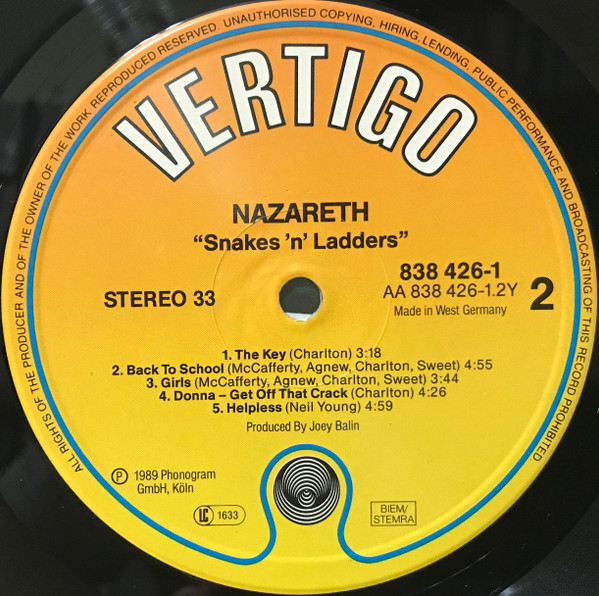 ALL RIGHTS OF THE PRODUCER AND OF THE OWNER OF THE WORK REPRODUCED RESERVED. UNAUTHORISED COPYING, HIRING, LENDING, PUBLIC PERFORMANCE AND BROADCASTING OF THIS RECORD PROHIBITED.
VERTIGO
NAZARETH
“Snakes ’n’ Ladders”
838 426-1
STEREO 33
AA 838 426-1.2Y
2
Made in West Germany
1. The Key (Charlton) 3:18
2. Back To School (McCafferty, Agnew, Charlton, Sweet) 4:55
3. Girls (McCafferty, Agnew, Charlton, Sweet) 3:44
4. Donna – Get Off That Crack (Charlton) 4:26
5. Helpless (Neil Young) 4:59
Produced By Joey Balin
Ⓟ 1989 Phonogram
GmbH, Köln
LC 1633
BIEM/
STEMRA